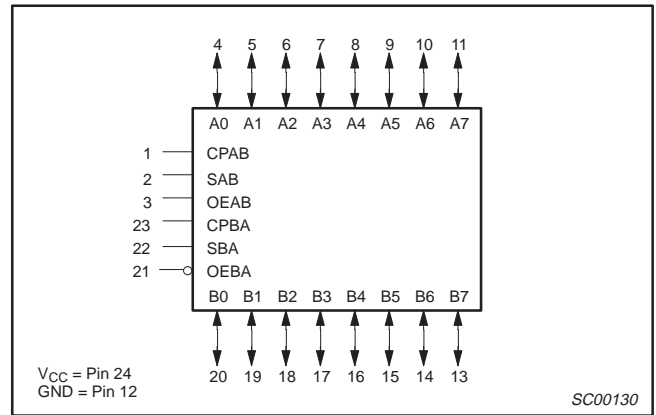 4 5 6 7 8 9 10 11
A0 A1 A2 A3 A4 A5 A6 A7
1 CPAB
2 SAB
3 OEAB
23 CPBA
22 SBA
21 OEBA
B0 B1 B2 B3 B4 B5 B6 B7
20 19 18 17 16 15 14 13
VCC = Pin 24
GND = Pin 12
SC00130